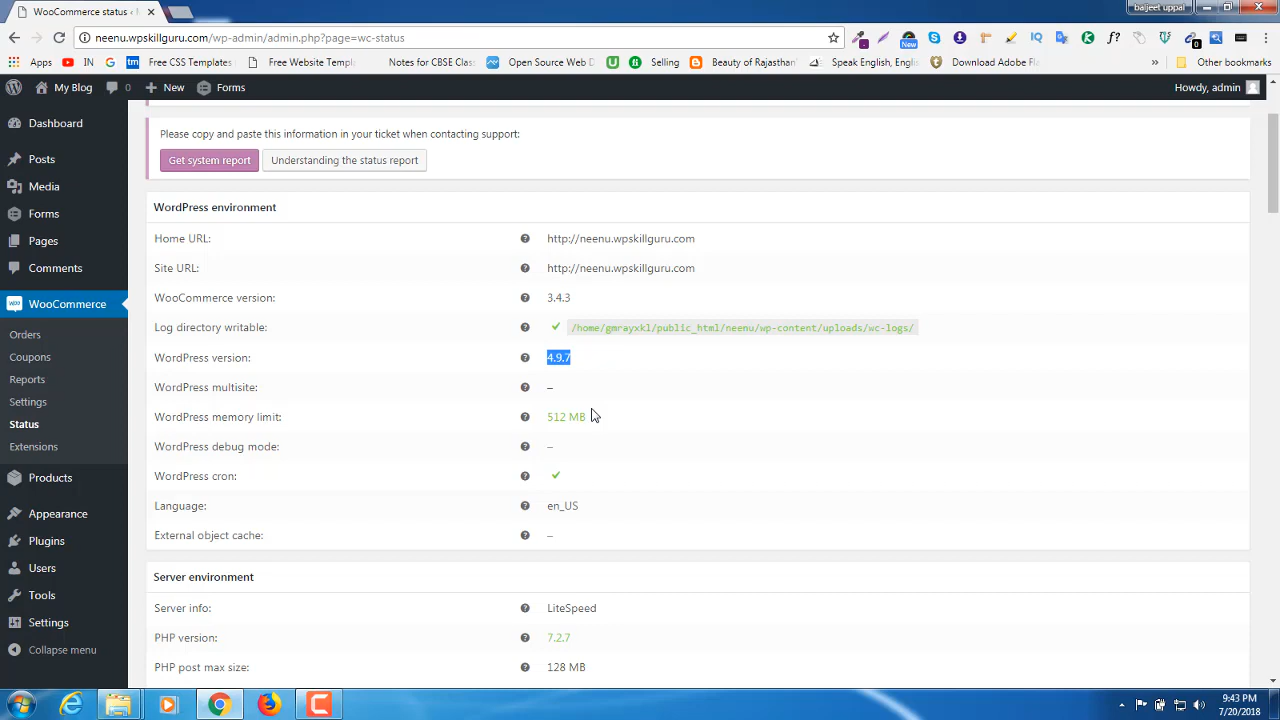 WooCommerce status ‹
baljeet uppal
neenu.wpskillguru.com/wp-admin/admin.php?page=wc-status
New
0
Apps
IN
Free CSS Templates
Free Website Templ
Notes for CBSE Clas
Open Source Web D
Selling
Beauty of Rajasthan
Speak English, Engli
Download Adobe Fl
»
Other bookmarks
My Blog
0
New
Forms
Howdy, admin
Dashboard
Posts
Media
Forms
Pages
Comments
WooCommerce
Orders
Coupons
Reports
Settings
Status
Extensions
Products
Appearance
Plugins
Users
Tools
Settings
Collapse menu
Please copy and paste this information in your ticket when contacting support:
Get system report
Understanding the status report
WordPress environment
Home URL: http://neenu.wpskillguru.com
Site URL: http://neenu.wpskillguru.com
WooCommerce version: 3.4.3
Log directory writable: /home/gmrayxkl/public_html/neenu/wp-content/uploads/wc-logs/
WordPress version: 4.9.7
WordPress multisite: –
WordPress memory limit: 512 MB
WordPress debug mode: –
WordPress cron:
Language: en_US
External object cache: –
Server environment
Server info: LiteSpeed
PHP version: 7.2.7
PHP post max size: 128 MB
9:43 PM
7/20/2018